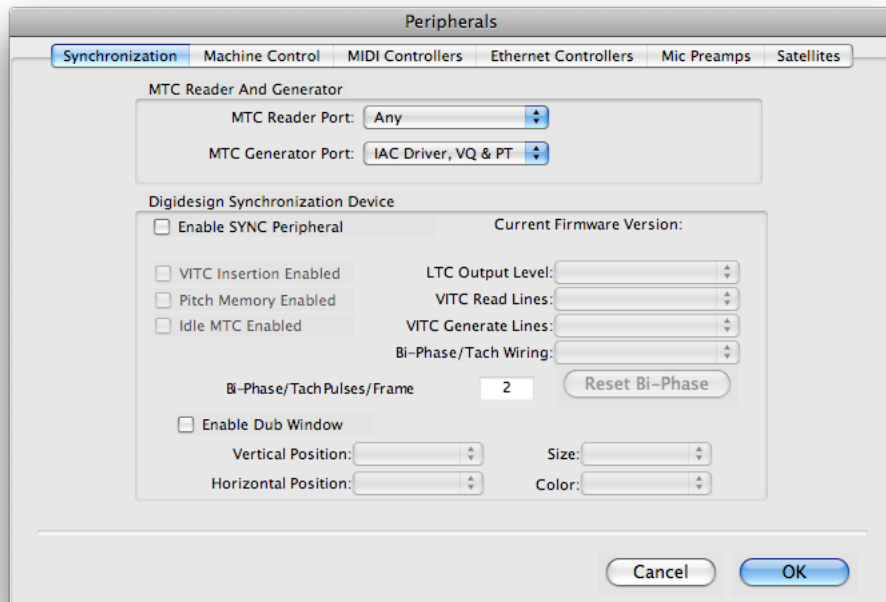 Peripherals
Synchronization Machine Control MIDI Controllers Ethernet Controllers Mic Preamps Satellites
MTC Reader And Generator
MTC Reader Port: Any
MTC Generator Port: IAC Driver, VQ & PT
Digidesign Synchronization Device
Enable SYNC Peripheral Current Firmware Version:
VITC Insertion Enabled LTC Output Level:
Pitch Memory Enabled VITC Read Lines:
Idle MTC Enabled VITC Generate Lines:
Bi-Phase/Tach Wiring:
Bi-Phase/TachPulses/Frame 2 Reset Bi-Phase
Enable Dub Window
Vertical Position: Size:
Horizontal Position: Color:
Cancel OK